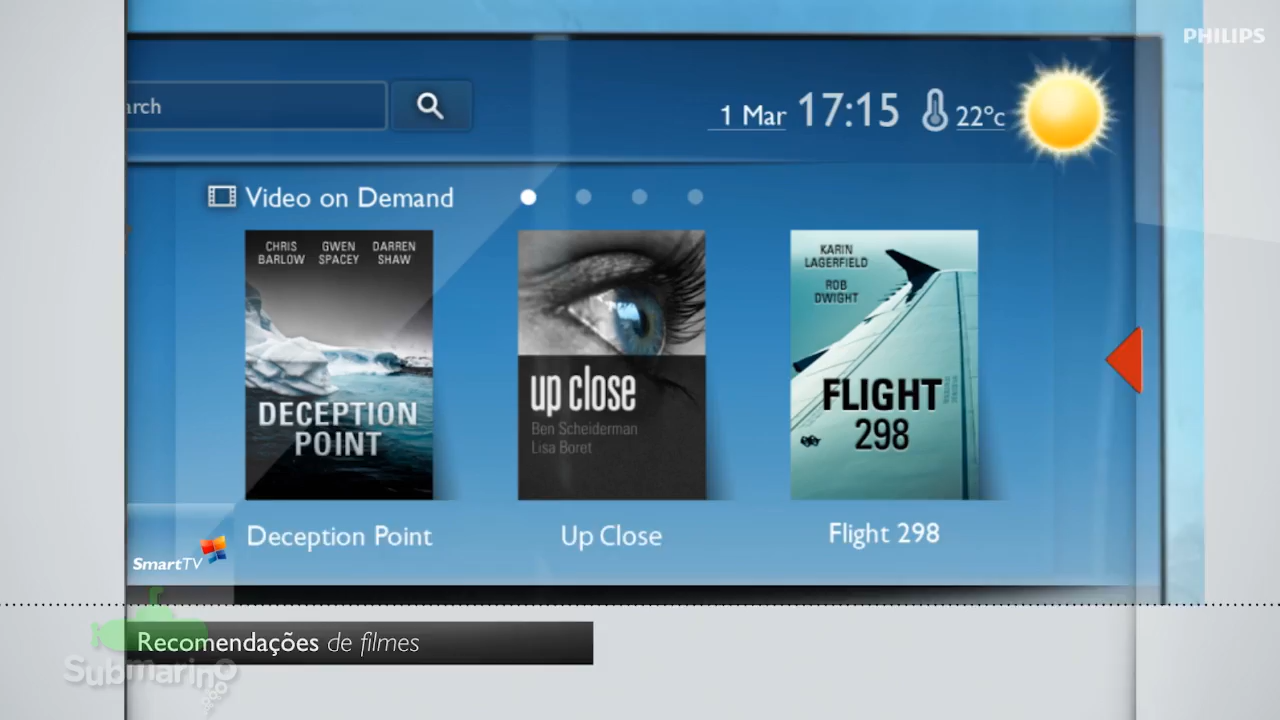 PHILIPS
arch
1 Mar 17:15 22°c
Video on Demand
CHRIS BARLOW
GWEN SPACEY
DARREN SHAW
DECEPTION
POINT
up close
Ben Scheiderman
Lisa Boret
KARIN
LAGERFIELD
ROB
DWIGHT
FLIGHT
298
Deception Point
Up Close
Flight 298
SmartTV
Recomendações de filmes
Submarino